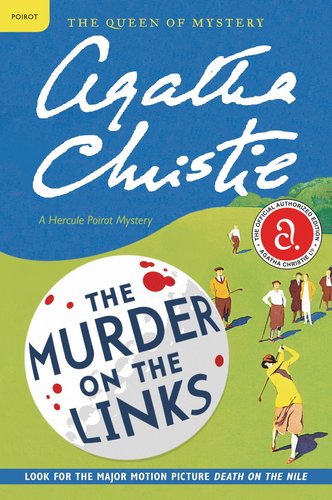 POIROT
THE QUEEN OF MYSTERY
Agatha
Christie
A Hercule Poirot Mystery
THE OFFICIAL AUTHORIZED EDITION
a.
AGATHA CHRISTIE LTD
THE
MURDER
ON THE
LINKS
LOOK FOR THE MAJOR MOTION PICTURE DEATH ON THE NILE